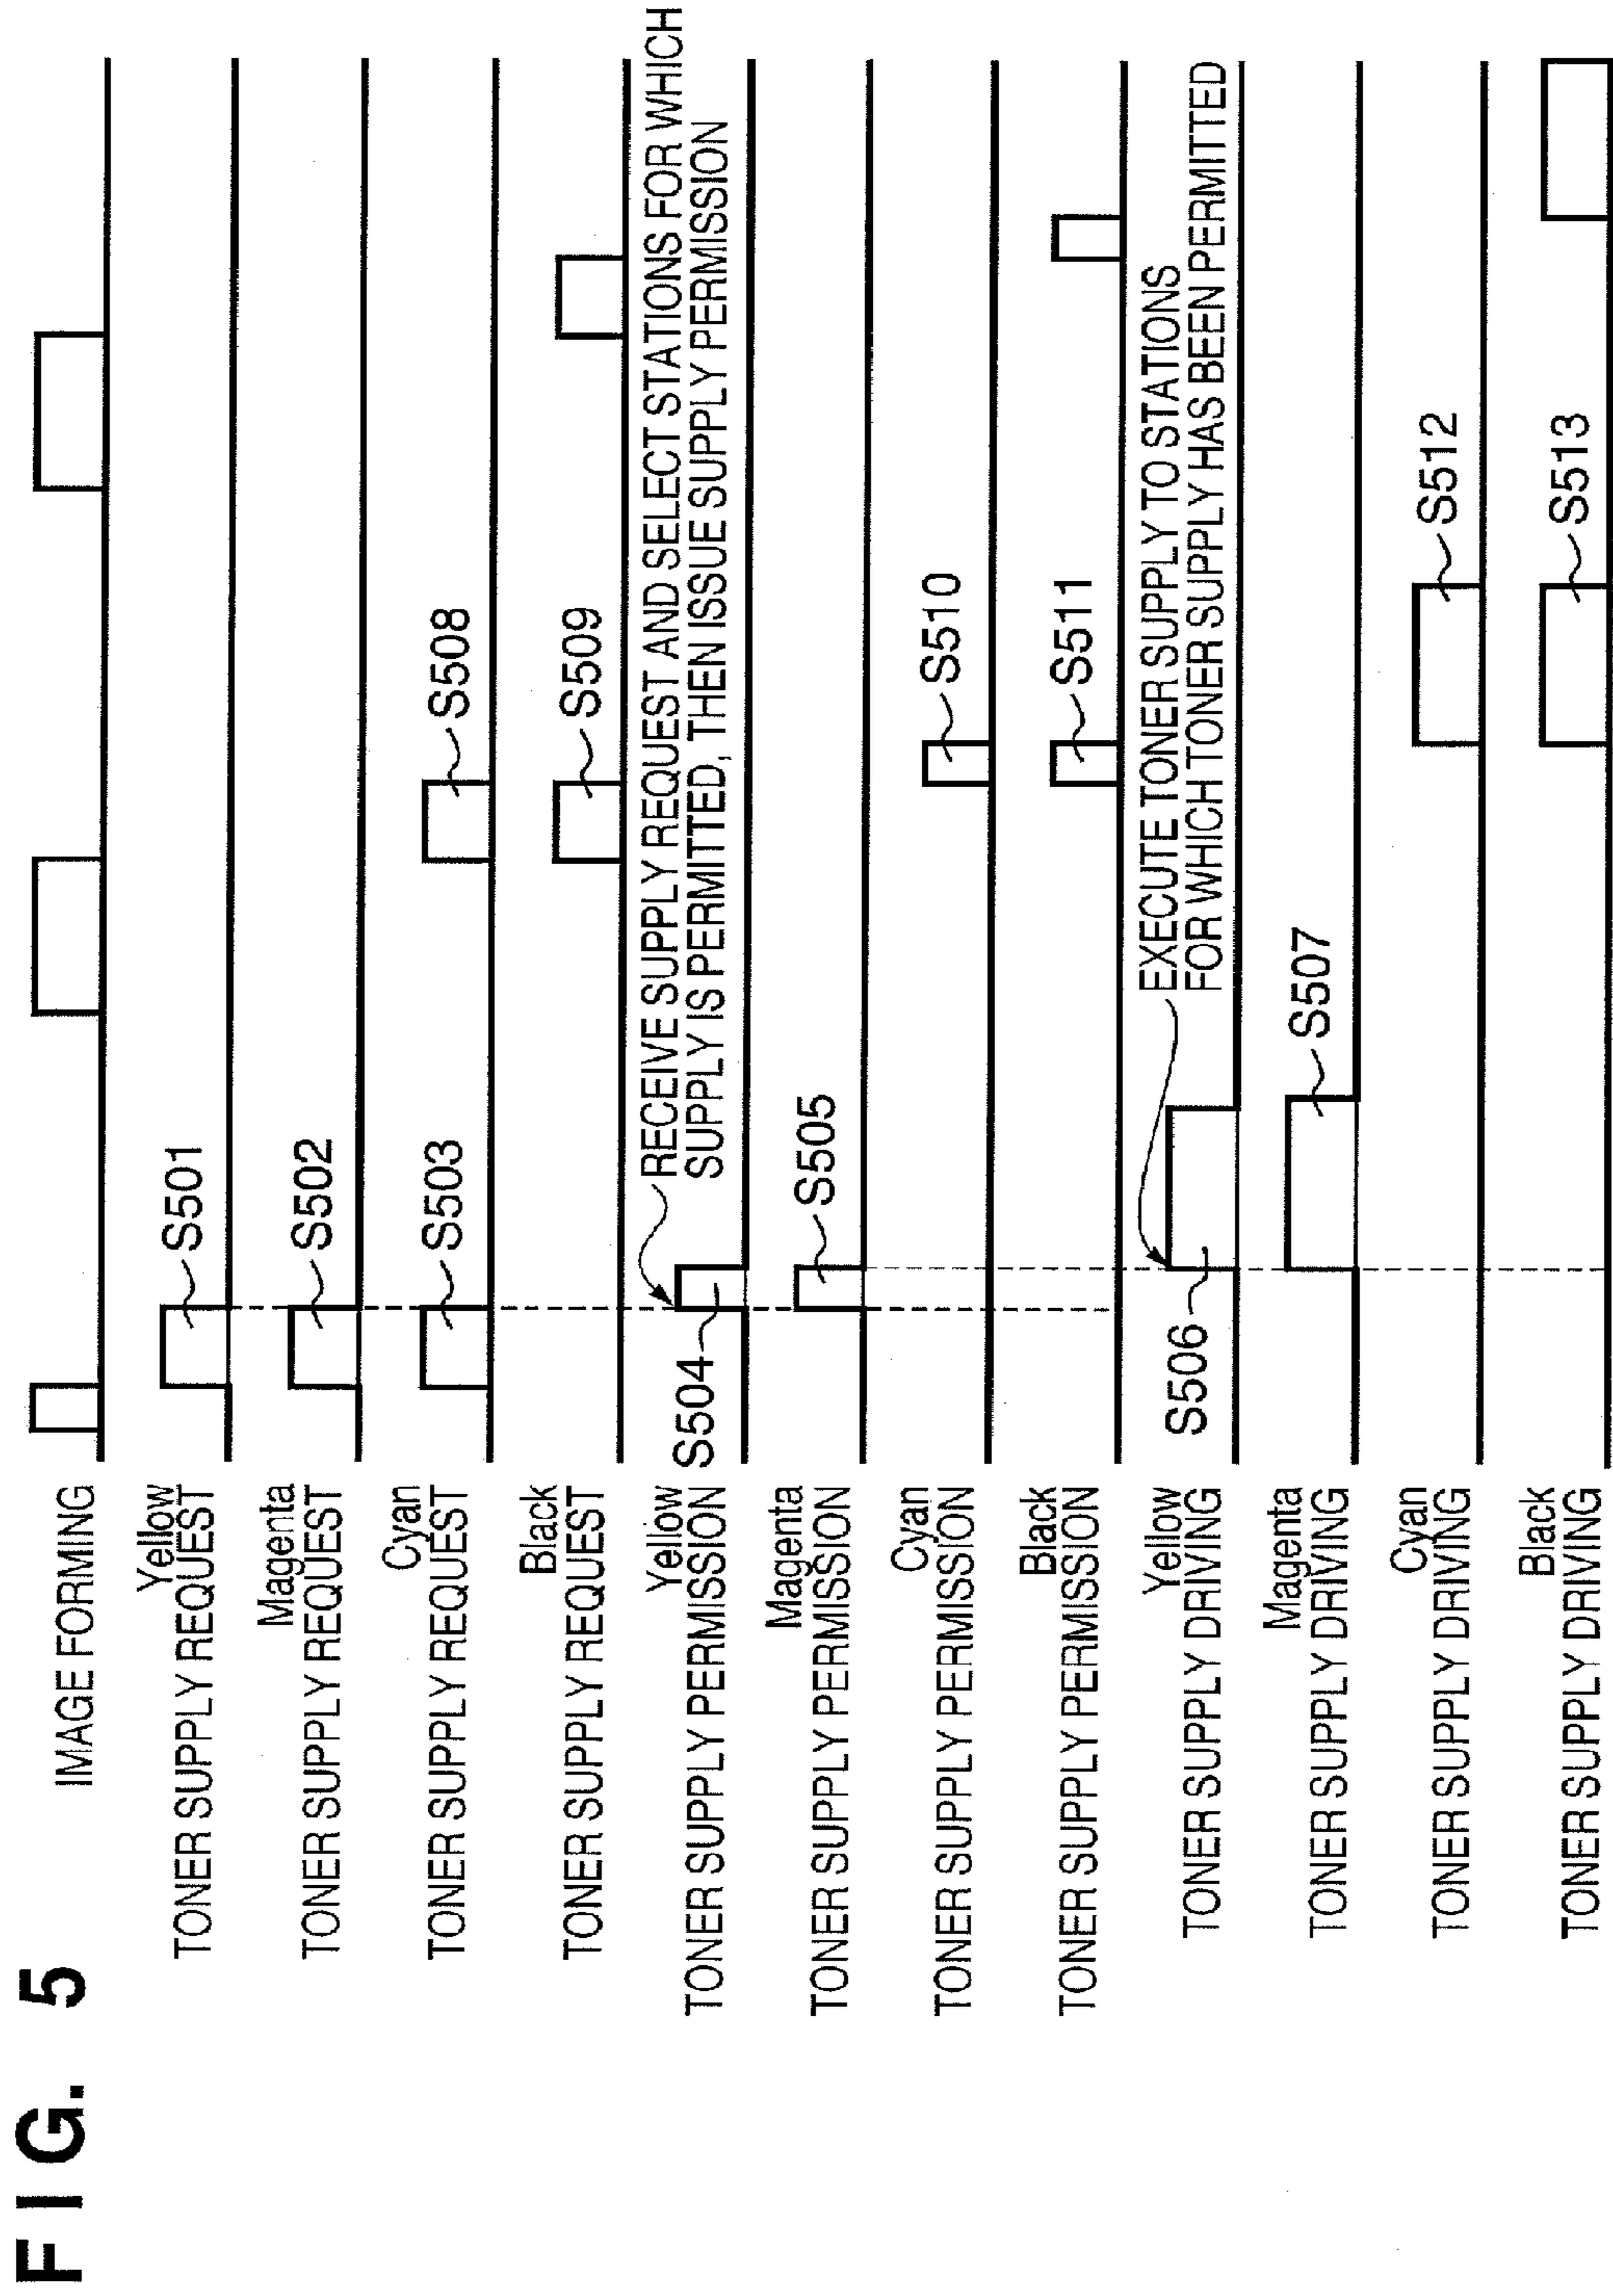 FIG. 5
IMAGE FORMING
Yellow
TONER SUPPLY REQUEST
S501
Magenta
TONER SUPPLY REQUEST
S502
Cyan
TONER SUPPLY REQUEST
S503
S508
Black
TONER SUPPLY REQUEST
S509
RECEIVE SUPPLY REQUEST AND SELECT STATIONS FOR WHICH
SUPPLY IS PERMITTED, THEN ISSUE SUPPLY PERMISSION
Yellow
TONER SUPPLY PERMISSION
S504
Magenta
TONER SUPPLY PERMISSION
S505
Cyan
TONER SUPPLY PERMISSION
S510
Black
TONER SUPPLY PERMISSION
S511
EXECUTE TONER SUPPLY TO STATIONS
FOR WHICH TONER SUPPLY HAS BEEN PERMITTED
Yellow
TONER SUPPLY DRIVING
S506
Magenta
TONER SUPPLY DRIVING
S507
Cyan
TONER SUPPLY DRIVING
S512
Black
TONER SUPPLY DRIVING
S513